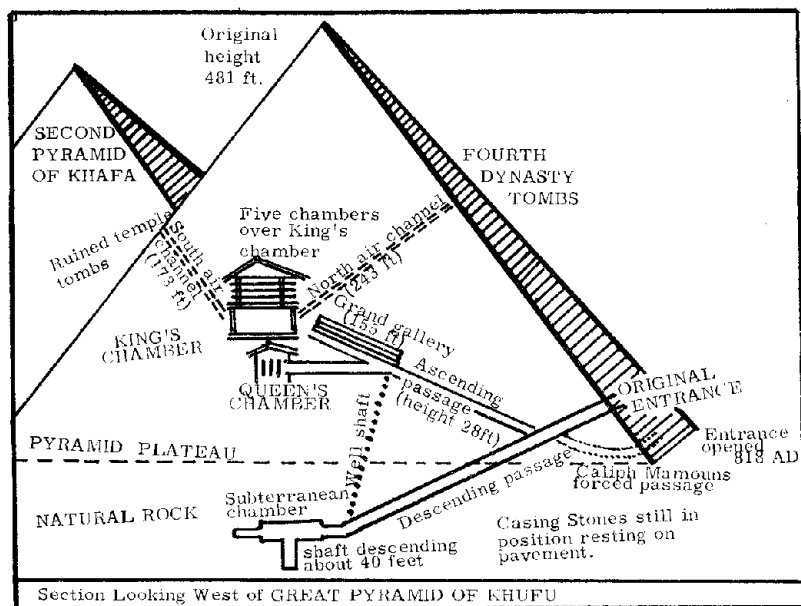 Original
height
481 ft.
SECOND
PYRAMID
OF KHAFA
FOURTH
DYNASTY
TOMBS
Ruined temple
tombs
South air
channel
(173 ft)
Five chambers
over King's
chamber
North air channel
(243 ft)
Grand gallery
(155 ft)
KING'S
CHAMBER
QUEEN'S
CHAMBER
Ascending
passage
(height 28ft)
ORIGINAL
ENTRANCE
Entrance
opened
818 AD
PYRAMID PLATEAU
Well shaft
Caliph Mamouns
forced passage
Descending passage
Subterranean
chamber
NATURAL ROCK
shaft descending
about 40 feet
Casing Stones still in
position resting on
pavement.
Section Looking West of GREAT PYRAMID OF KHUFU